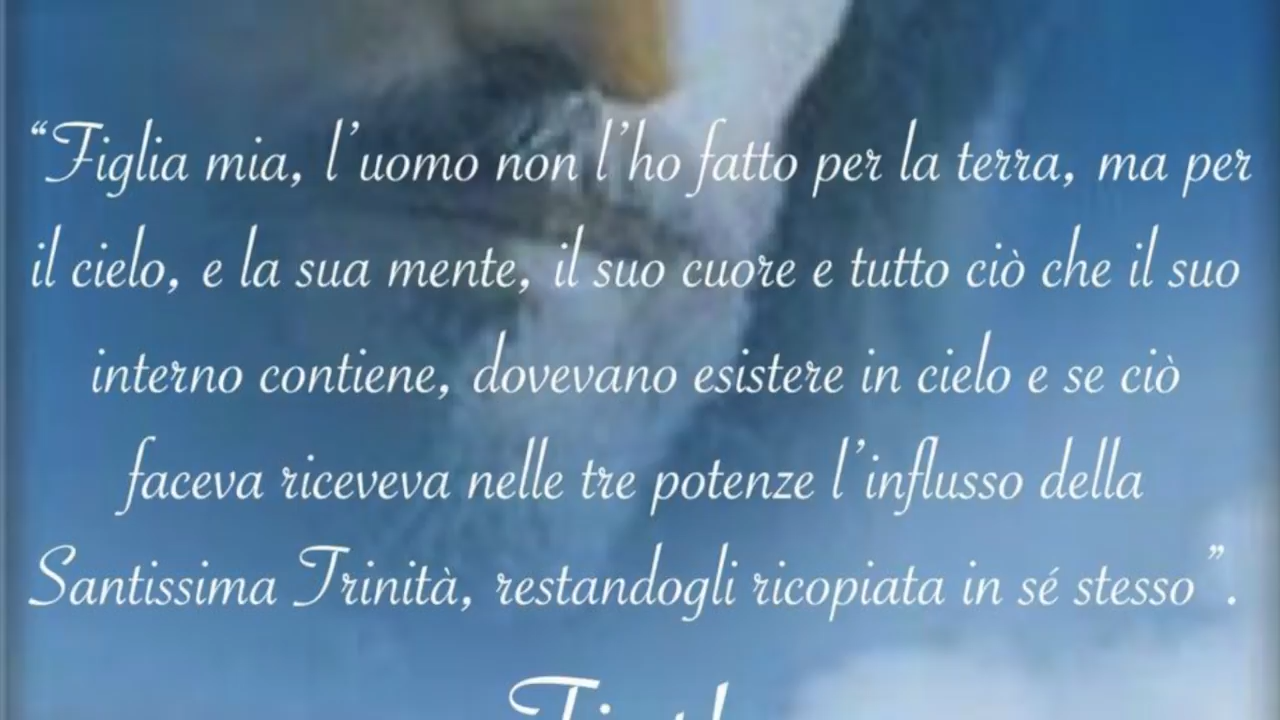 “Figlia mia, l’uomo non l’ho fatto per la terra, ma per
il cielo, e la sua mente, il suo cuore e tutto ciò che il suo
interno contiene, dovevano esistere in cielo e se ciò
faceva riceveva nelle tre potenze l’influsso della
Santissima Trinità, restandogli ricopiata in sé stesso”.